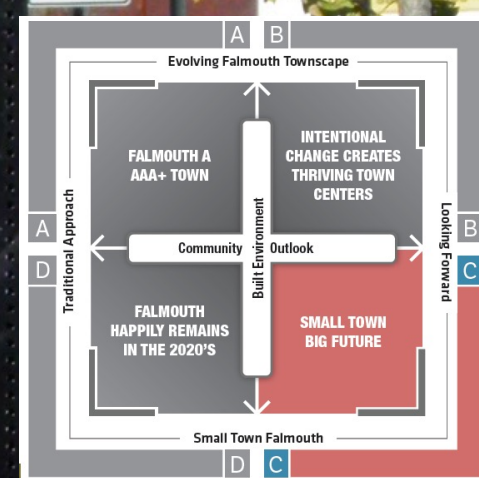 A B
Evolving Falmouth Townscape
FALMOUTH A
AAA+ TOWN
INTENTIONAL
CHANGE CREATES
THRIVING TOWN
CENTERS
A
B
Traditional Approach
Community
Outlook
Built Environment
Looking Forward
D
C
FALMOUTH
HAPPILY REMAINS
IN THE 2020'S
SMALL TOWN
BIG FUTURE
Small Town Falmouth
D C